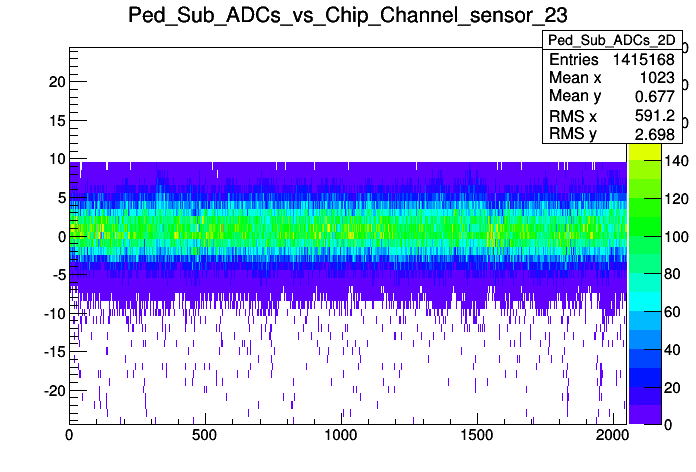 Ped_Sub_ADCs_vs_Chip_Channel_sensor_23
Ped_Sub_ADCs_2D
Entries 1415168
Mean x 1023
Mean y 0.677
RMS x 591.2
RMS y 2.698
20
15
10
5
0
-5
-10
-15
-20
0 500 1000 1500 2000
140
120
100
80
60
40
20
0